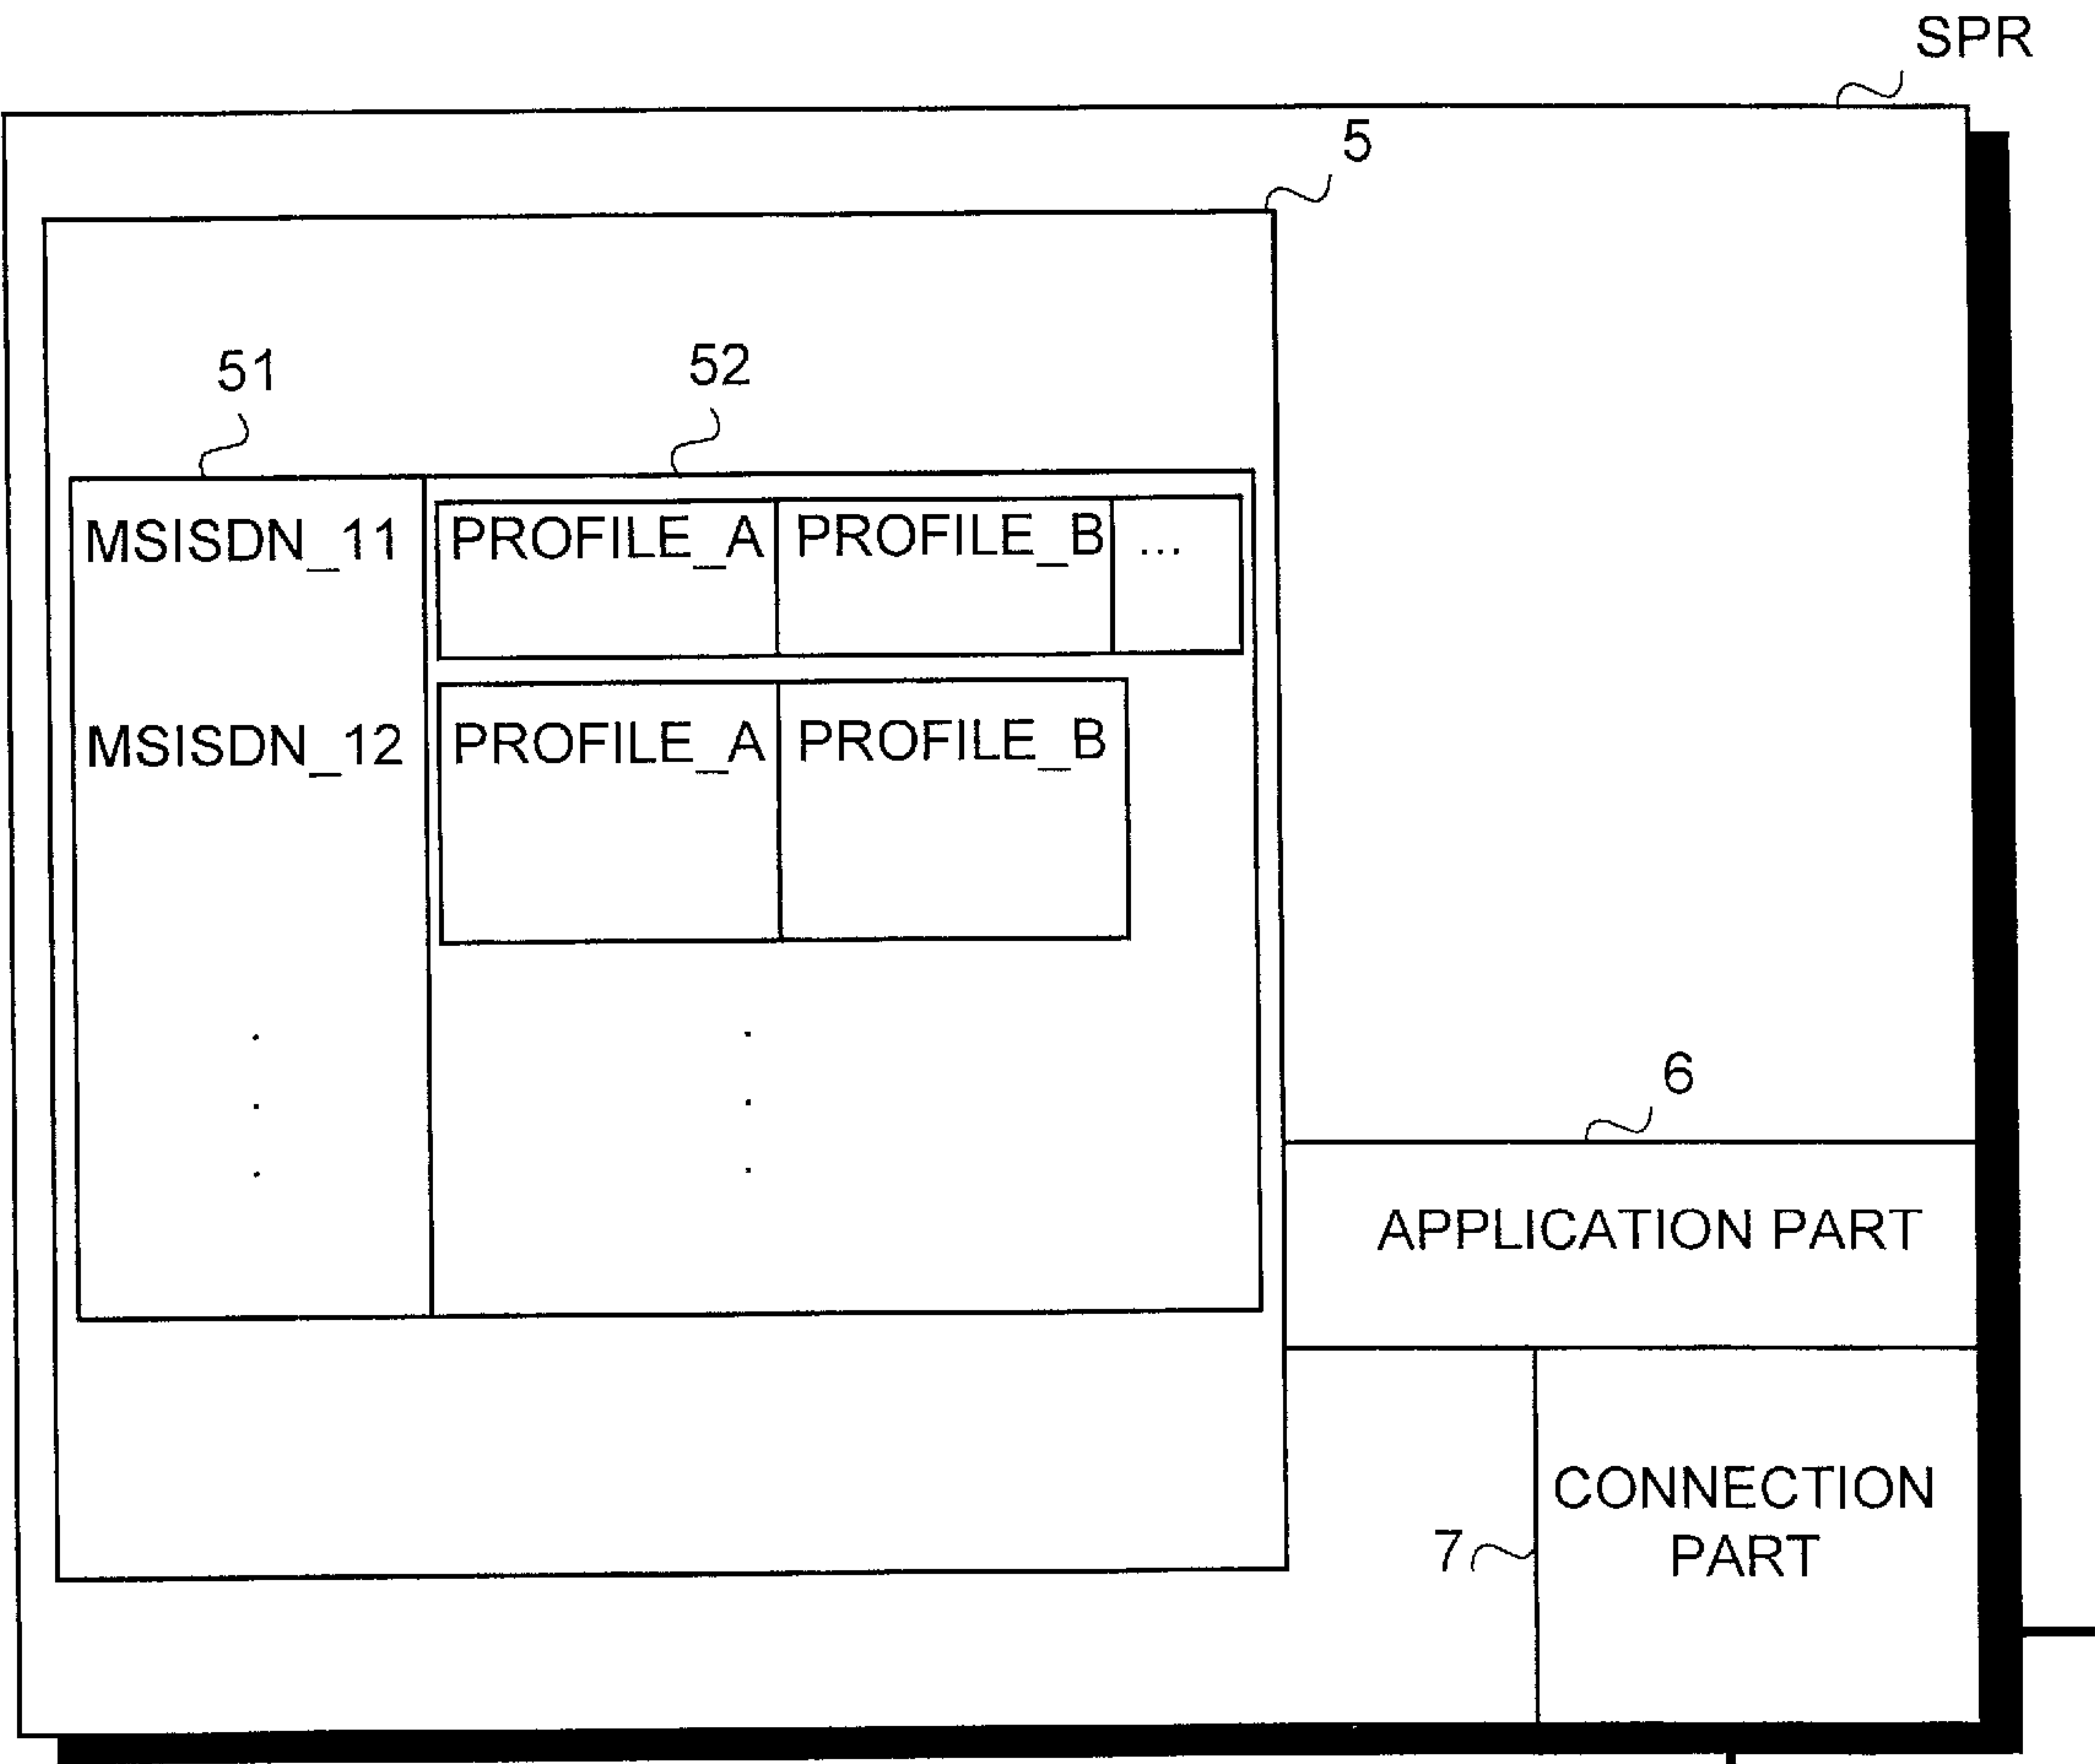 SPR
5
51
52
MSISDN_11
PROFILE_A
PROFILE_B
...
MSISDN_12
PROFILE_A
PROFILE_B
6
APPLICATION PART
7
CONNECTION
PART